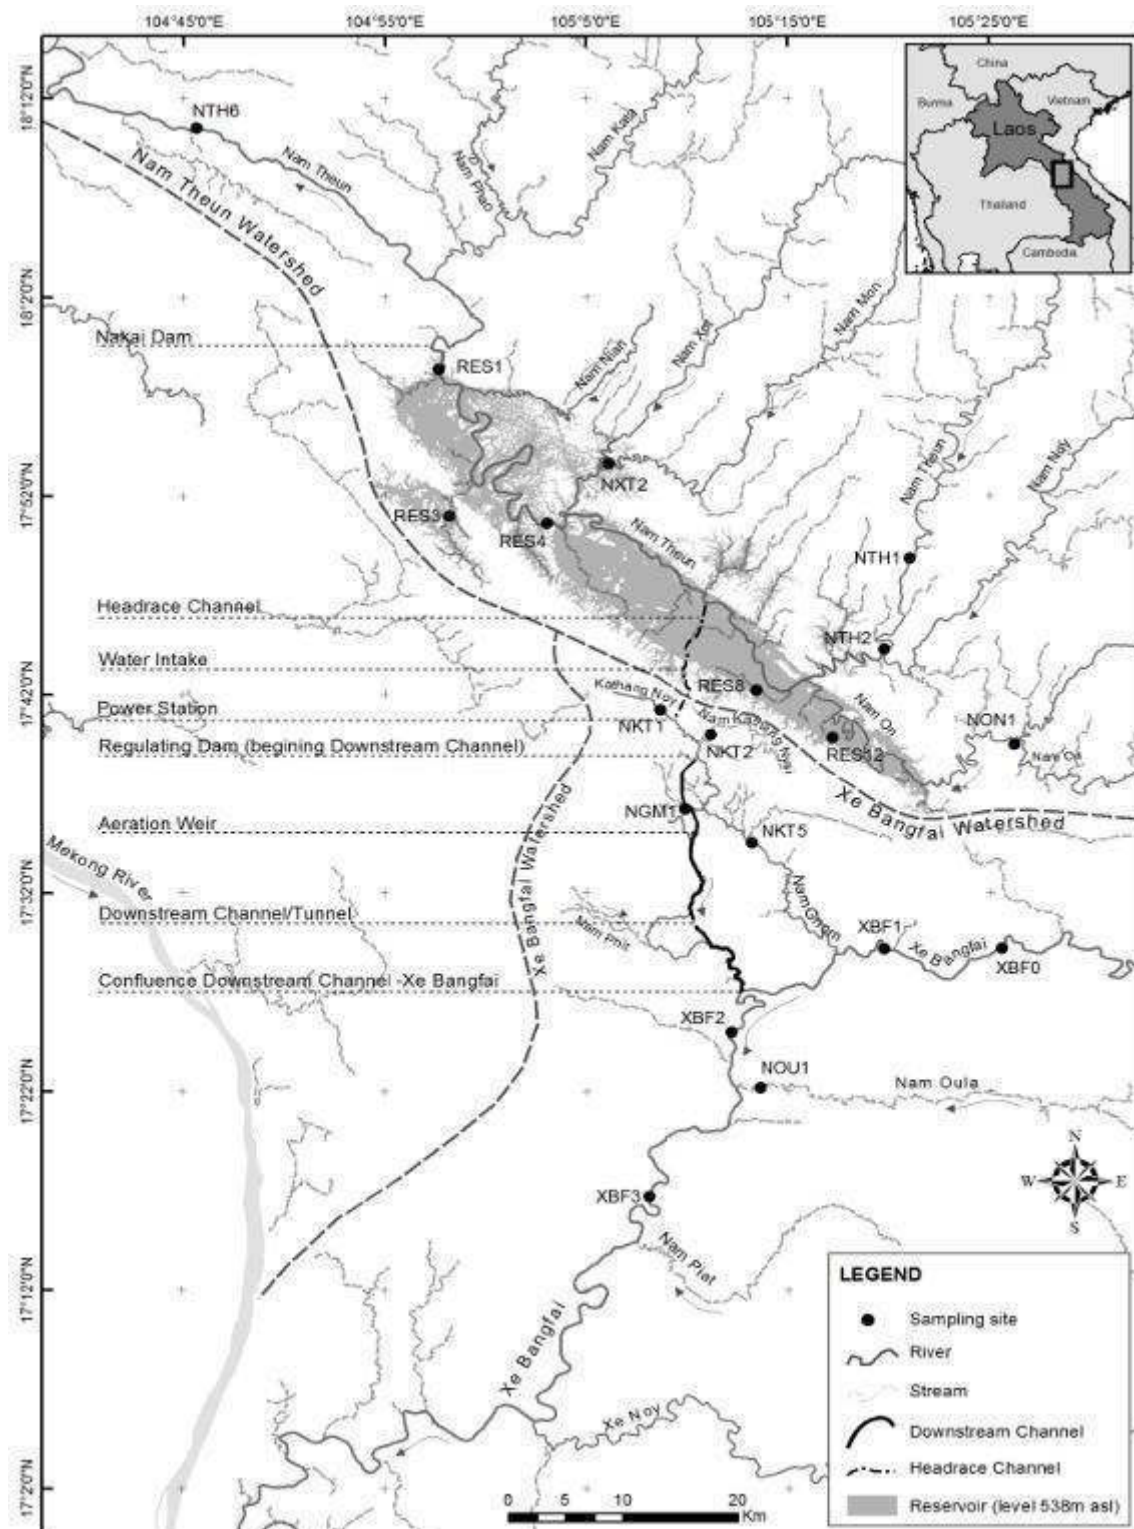 104°45'0"E
104°55'0"E
105°5'0"E
105°15'0"E
105°25'0"E
18°12'0"N
18°2'0"N
17°52'0"N
17°42'0"N
17°32'0"N
17°22'0"N
17°12'0"N
17°2'0"N
China
Burma
Vietnam
Laos
Thailand
Cambodia
NTH6
Nam Theun
Nam Phao
Nam Kata
Nam Theun Watershed
Nakai Dam
RES1
Nam Nian
Nam Xot
Nam Mon
Nam Theun
Nam Noy
NXT2
RES3
RES4
Nam Theun
NTH1
Headrace Channel
NTH2
Water Intake
Kathang Noy
RES8
Nam On
NON1
Power Station
NKT1
Nam Kathang Nyai
NKT2
RES12
Nam On
Regulating Dam (begining Downstream Channel)
Xe Bangfai Watershed
NGM1
Aeration Weir
NKT5
Xe Bangfai Watershed
Mekong River
Downstream Channel/Tunnel
Nam Phit
Nam Gnom
XBF1
Xe Bangfai
XBF0
Confluence Downstream Channel -Xe Bangfai
XBF2
NOU1
Nam Oula
XBF3
Nam Piat
Xe Bangfai
Xe Noy
N
W
E
S
LEGEND
Sampling site
River
Stream
Downstream Channel
Headrace Channel
Reservoir (level 538m asl)
0 5 10 20
Km